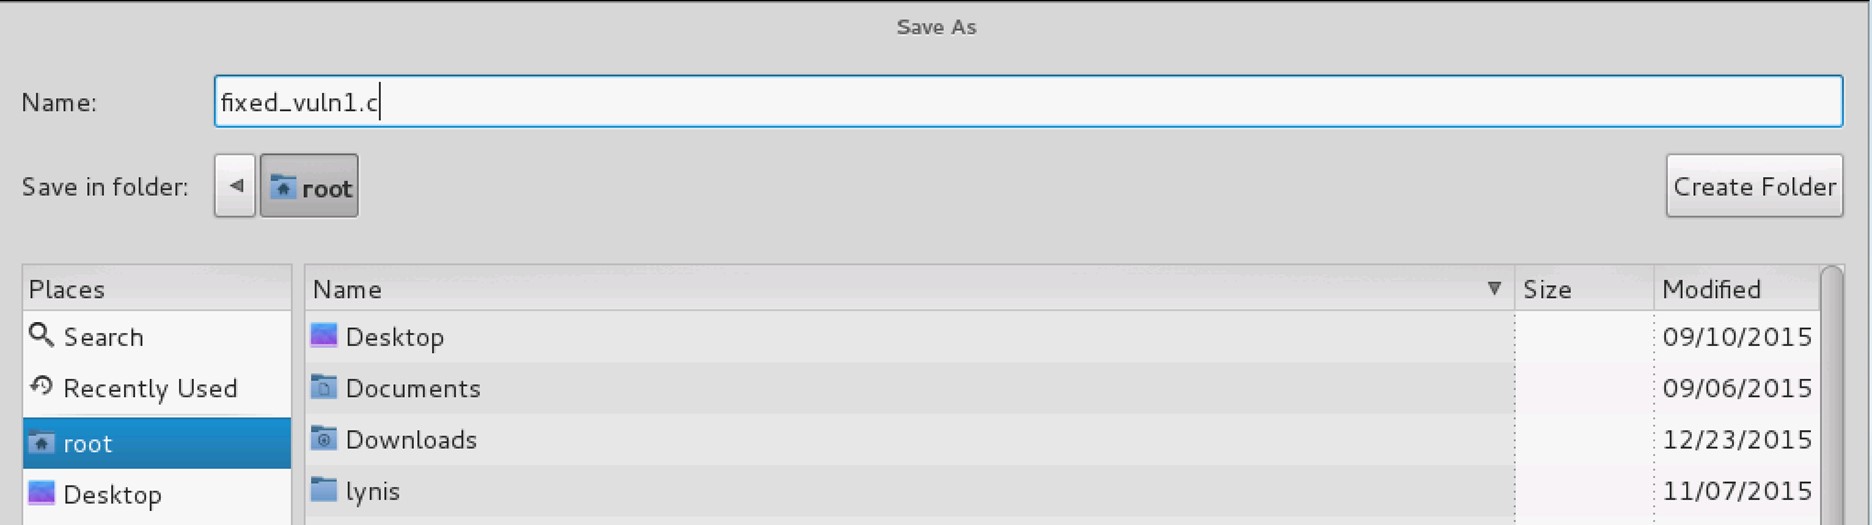 Save As
Name: fixed_vuln1.c
Save in folder: root Create Folder
Places Name Size Modified
Search Desktop 09/10/2015
Recently Used Documents 09/06/2015
root Downloads 12/23/2015
Desktop lynis 11/07/2015